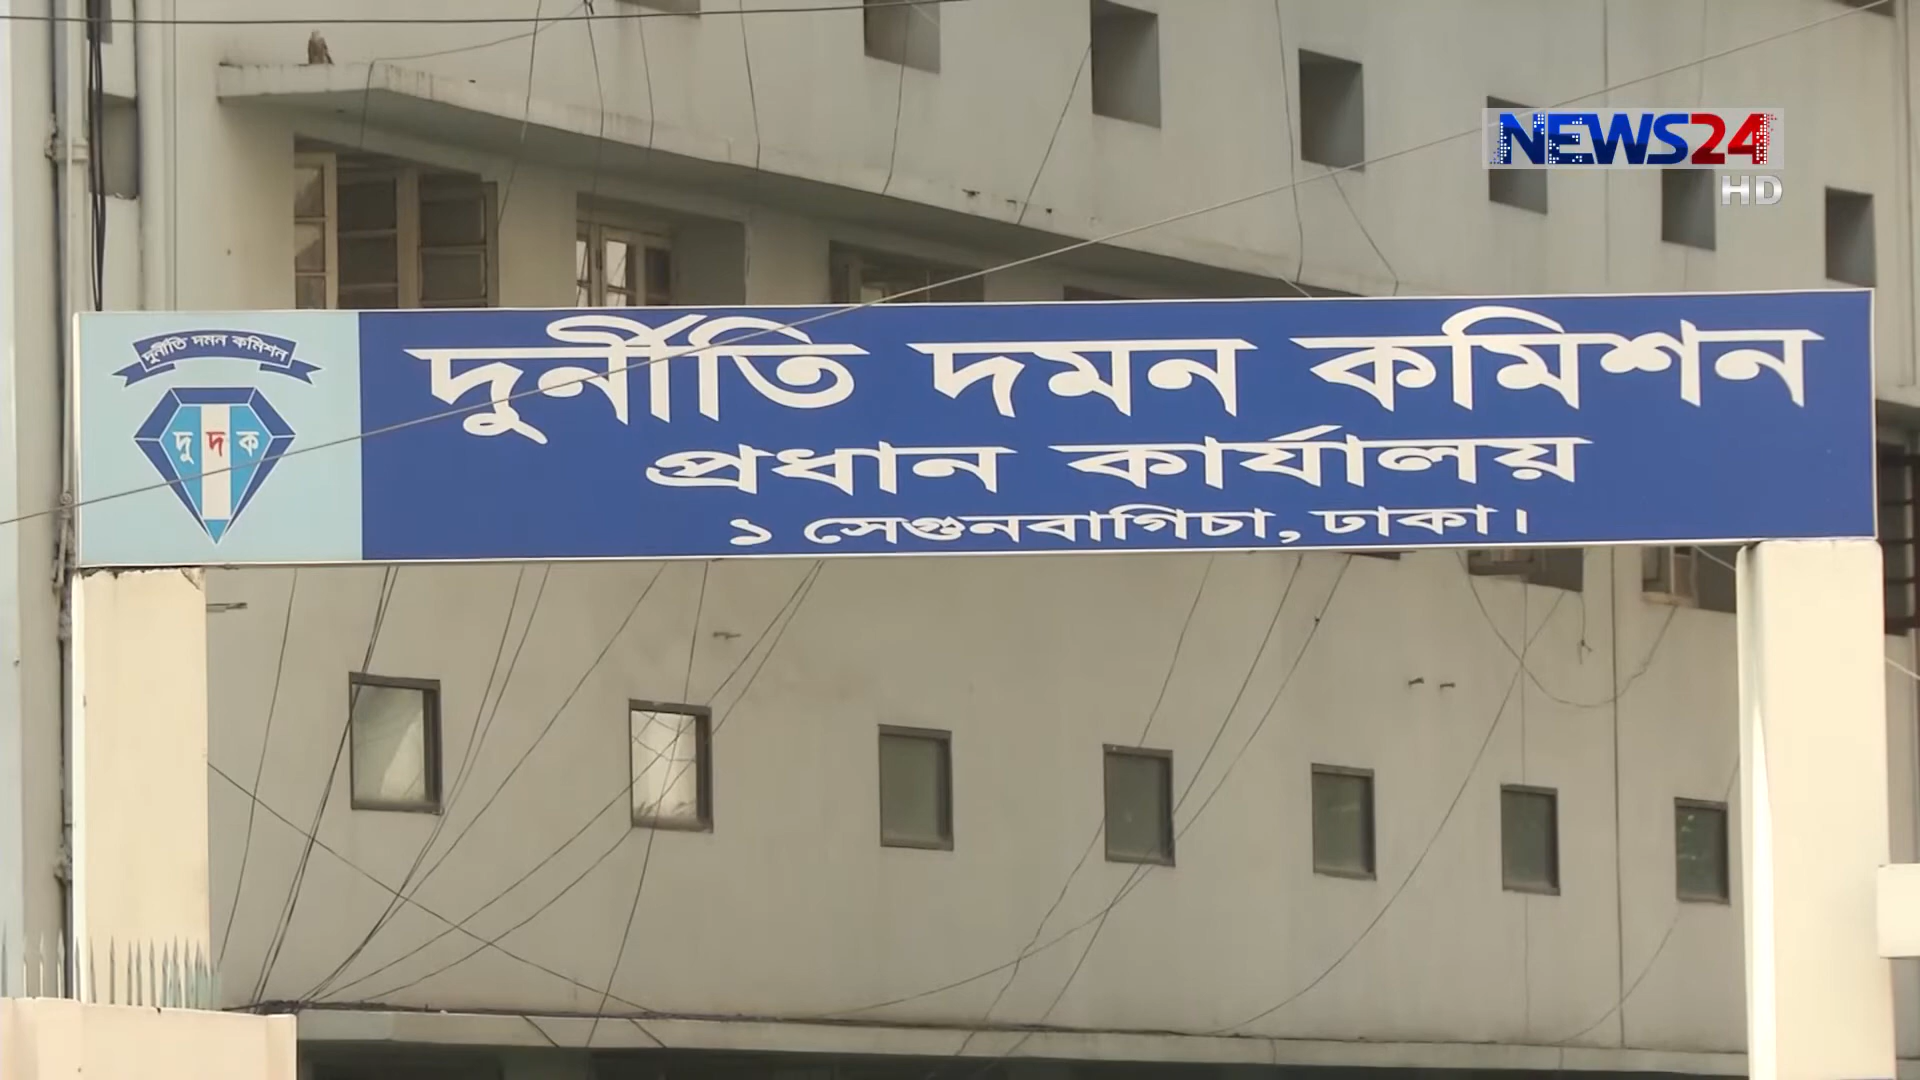 NEWS24
HD
দুর্নীতি দমন কমিশন
দু দ ক
দুর্নীতি দমন কমিশন
প্রধান কার্যালয়
১ সেগুনবাগিচা, ঢাকা।